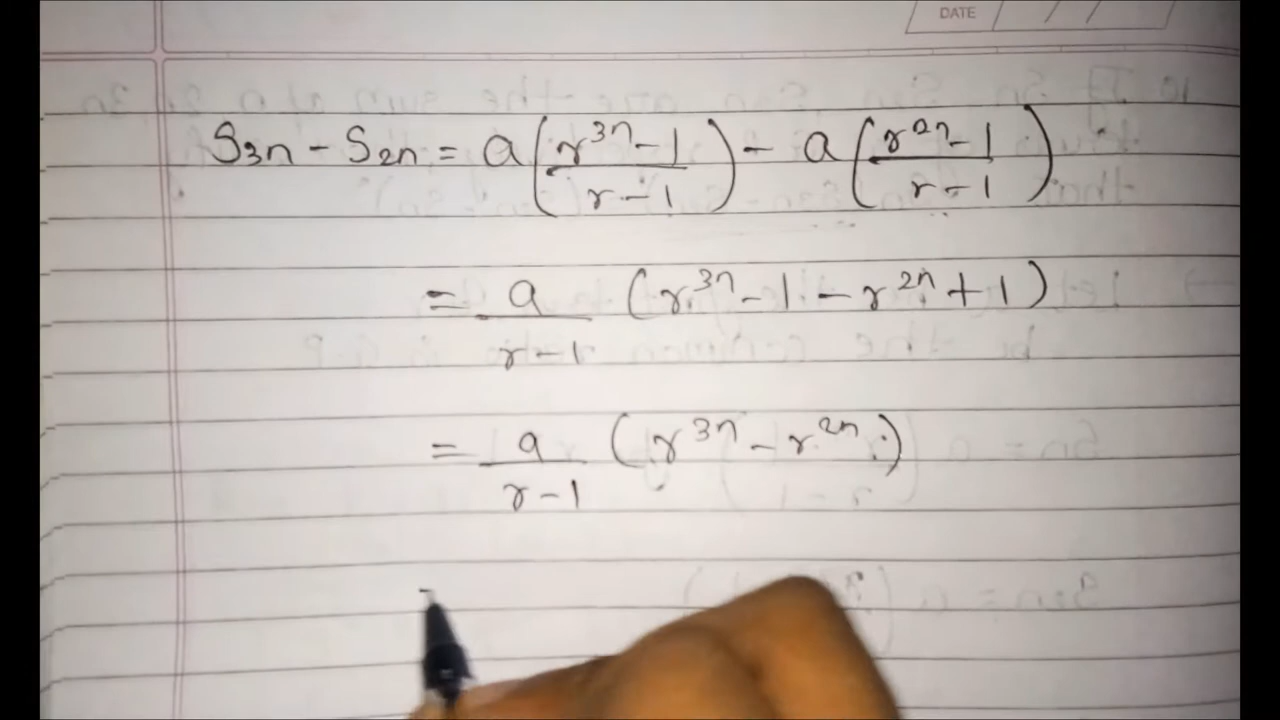 DATE / /
S3n - S2n = a (r^3n - 1 / r - 1) - a (r^2n - 1 / r - 1)
= a / r - 1 (r^3n - 1 - r^2n + 1)
= a / r - 1 (r^3n - r^2n)